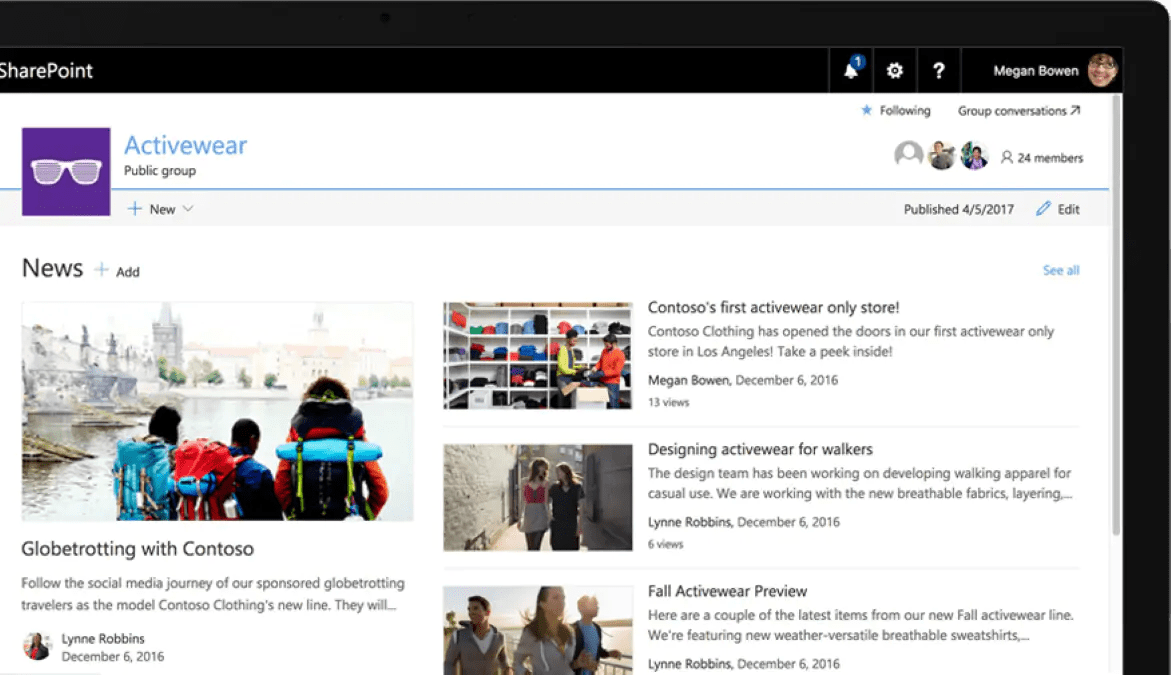 SharePoint
1
?
Megan Bowen
Following
Group conversations
Activewear
Public group
24 members
New
Published 4/5/2017
Edit
News
Add
See all
Globetrotting with Contoso
Follow the social media journey of our sponsored globetrotting
travelers as the model Contoso Clothing's new line. They will...
Lynne Robbins
December 6, 2016
Contoso's first activewear only store!
Contoso Clothing has opened the doors in our first activewear only
store in Los Angeles! Take a peek inside!
Megan Bowen, December 6, 2016
13 views
Designing activewear for walkers
The design team has been working on developing walking apparel for
casual use. We are working with the new breathable fabrics, layering,...
Lynne Robbins, December 6, 2016
6 views
Fall Activewear Preview
Here are a couple of the latest items from our new Fall activewear line.
We're featuring new weather-versatile breathable sweatshirts,...
Lynne Robbins, December 6, 2016